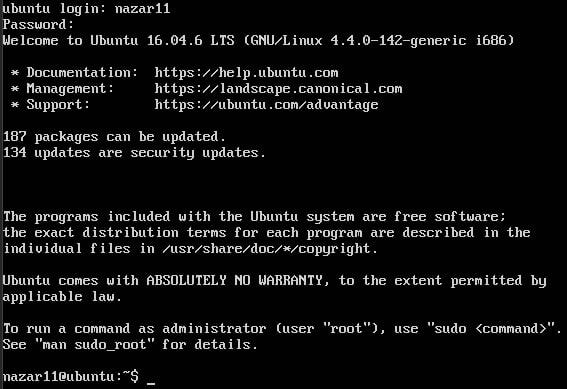 ubuntu login: nazar11
Password:
Welcome to Ubuntu 16.04.6 LTS (GNU/Linux 4.4.0-142-generic i686)
* Documentation:  https://help.ubuntu.com
* Management:     https://landscape.canonical.com
* Support:        https://ubuntu.com/advantage
187 packages can be updated.
134 updates are security updates.
The programs included with the Ubuntu system are free software;
the exact distribution terms for each program are described in the
individual files in /usr/share/doc/*/copyright.
Ubuntu comes with ABSOLUTELY NO WARRANTY, to the extent permitted by
applicable law.
To run a command as administrator (user "root"), use "sudo <command>".
See "man sudo_root" for details.
nazar11@ubuntu:~$ _